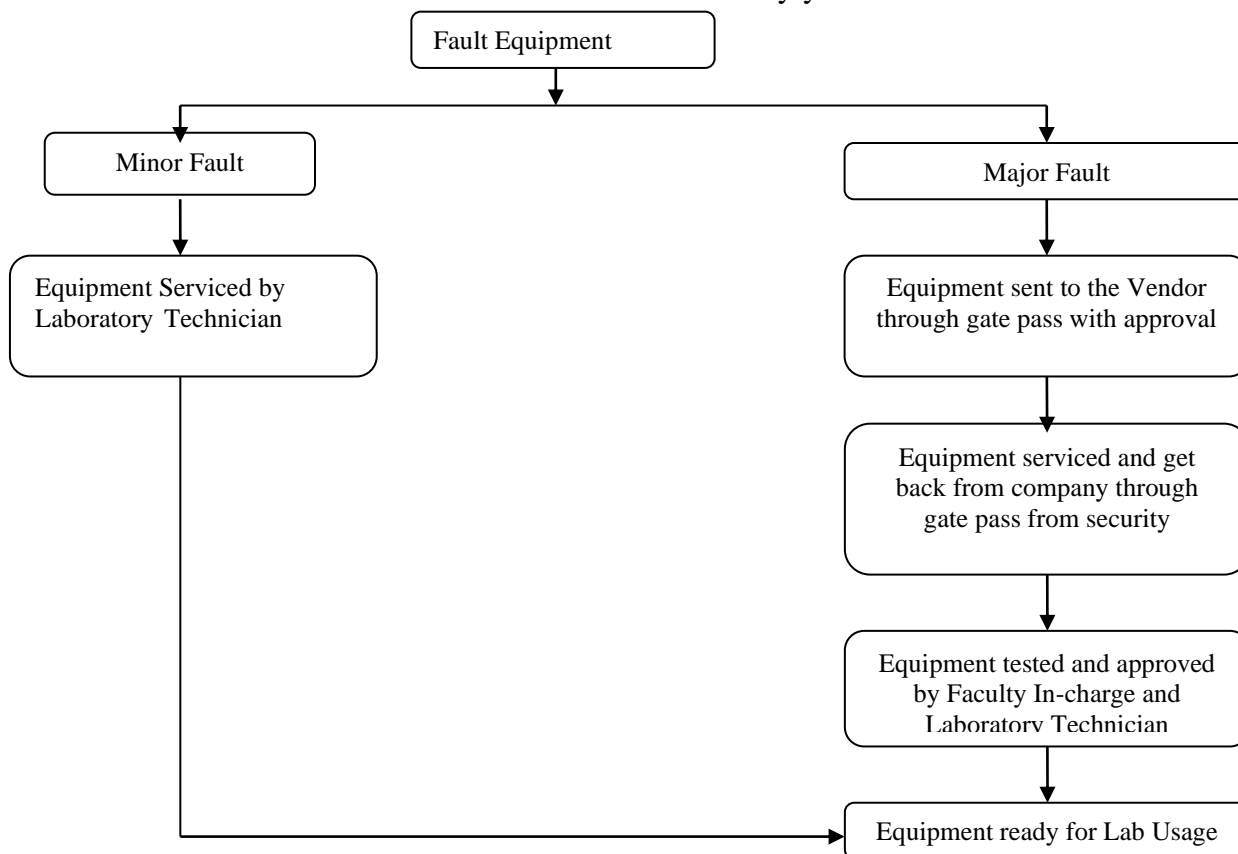 Fault Equipment
Minor Fault
Major Fault
Equipment Serviced by
Laboratory Technician
Equipment sent to the Vendor
through gate pass with approval
Equipment serviced and get
back from company through
gate pass from security
Equipment tested and approved
by Faculty In-charge and
Laboratory Technician
Equipment ready for Lab Usage